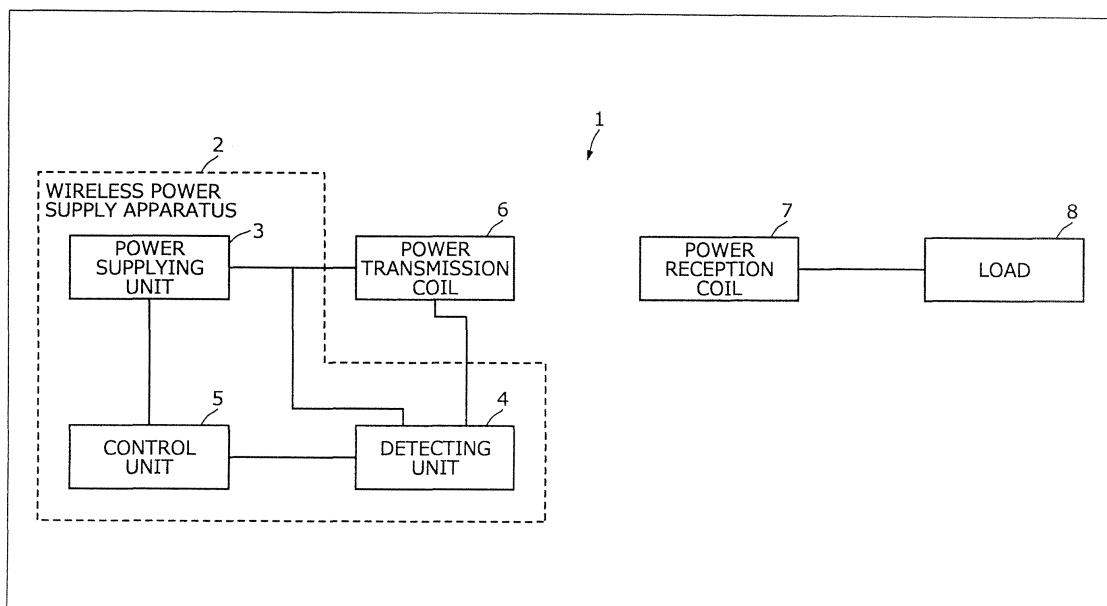 1
2
WIRELESS POWER
SUPPLY APPARATUS
3
POWER
SUPPLYING
UNIT
6
POWER
TRANSMISSION
COIL
7
POWER
RECEPTION
COIL
8
LOAD
5
CONTROL
UNIT
4
DETECTING
UNIT